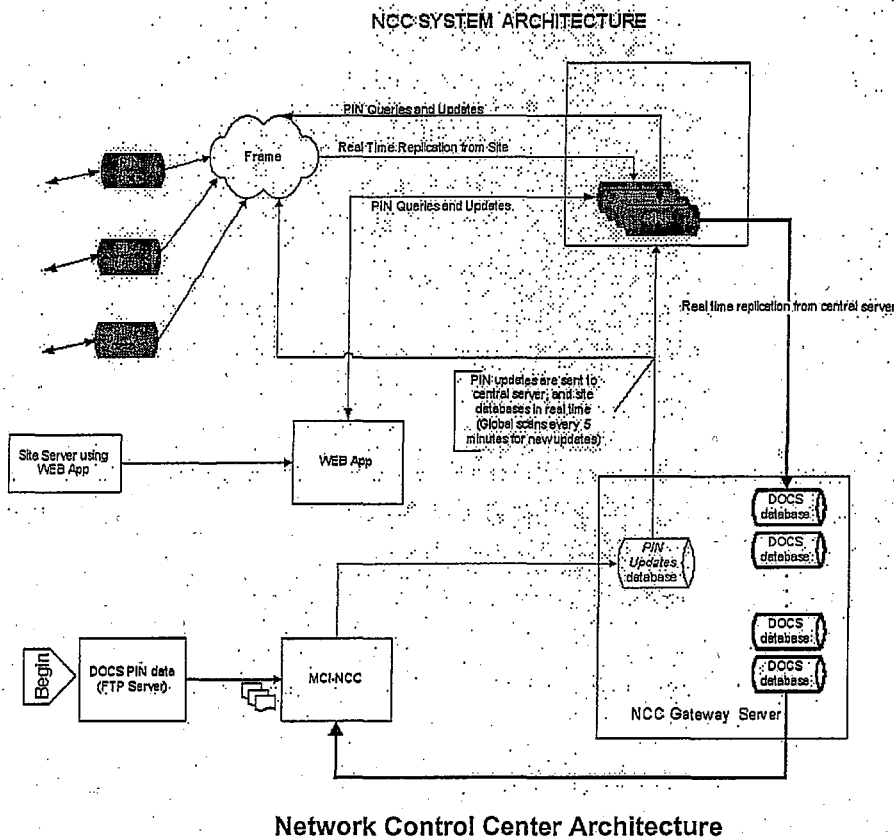 NCC SYSTEM ARCHITECTURE
PIN Queries and Updates
Frame
Real Time Replication from Site
PIN Queries and Updates
Real time replication from central server
PIN updates are sent to
central server, and site
databases in real time
(Global scans every 5
minutes for new updates)
Site Server using
WEB App
WEB App
DOCS
database
PIN
Updates
database
DOCS
database
DOCS
database
DOCS
database
Begin
DOCS PIN data
(FTP Server)
MCI-NCC
NCC Gateway Server
Network Control Center Architecture